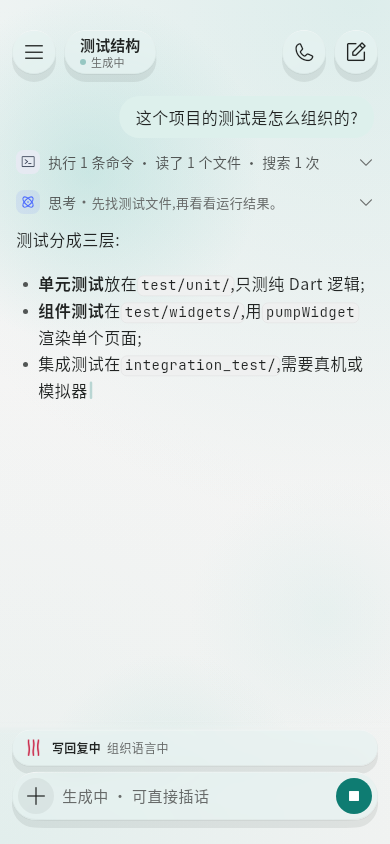 测试结构
生成中
这个项目的测试是怎么组织的?
执行 1 条命令 · 读了 1 个文件 · 搜索 1 次
思考 · 先找测试文件,再看看运行结果。
测试分成三层:
• 单元测试放在 test/unit/,只测纯 Dart 逻辑;
• 组件测试在 test/widgets/,用 pumpWidget
渲染单个页面;
• 集成测试在 integration_test/,需要真机或
模拟器
写回复中 组织语言中
生成中 · 可直接插话